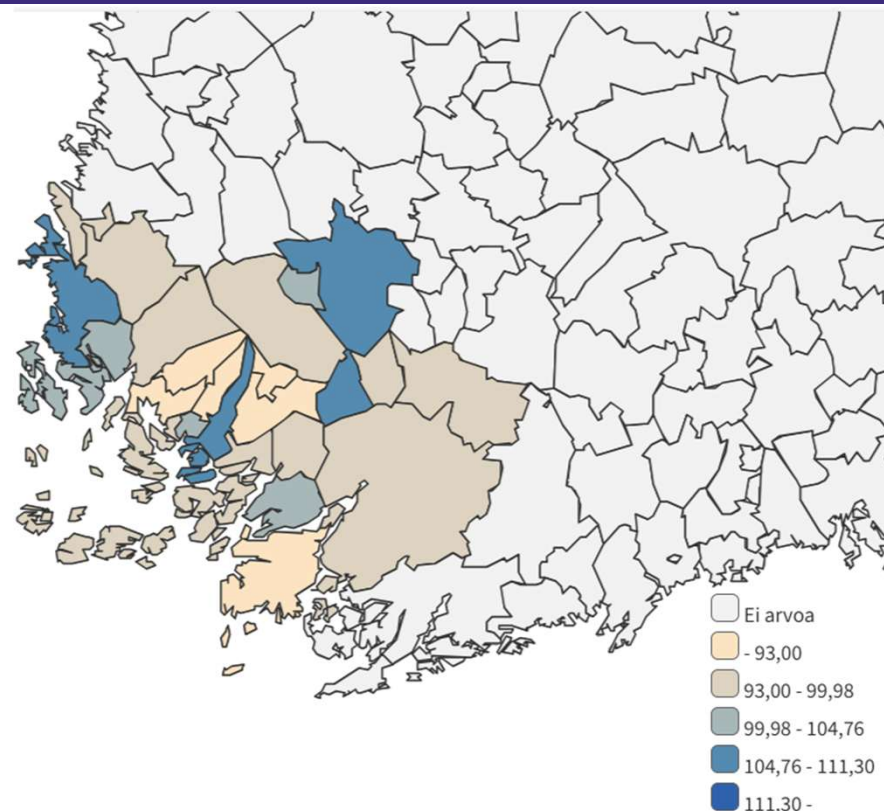 Ei arvoa
- 93,00
93,00 - 99,98
99,98 - 104,76
104,76 - 111,30
111,30 -